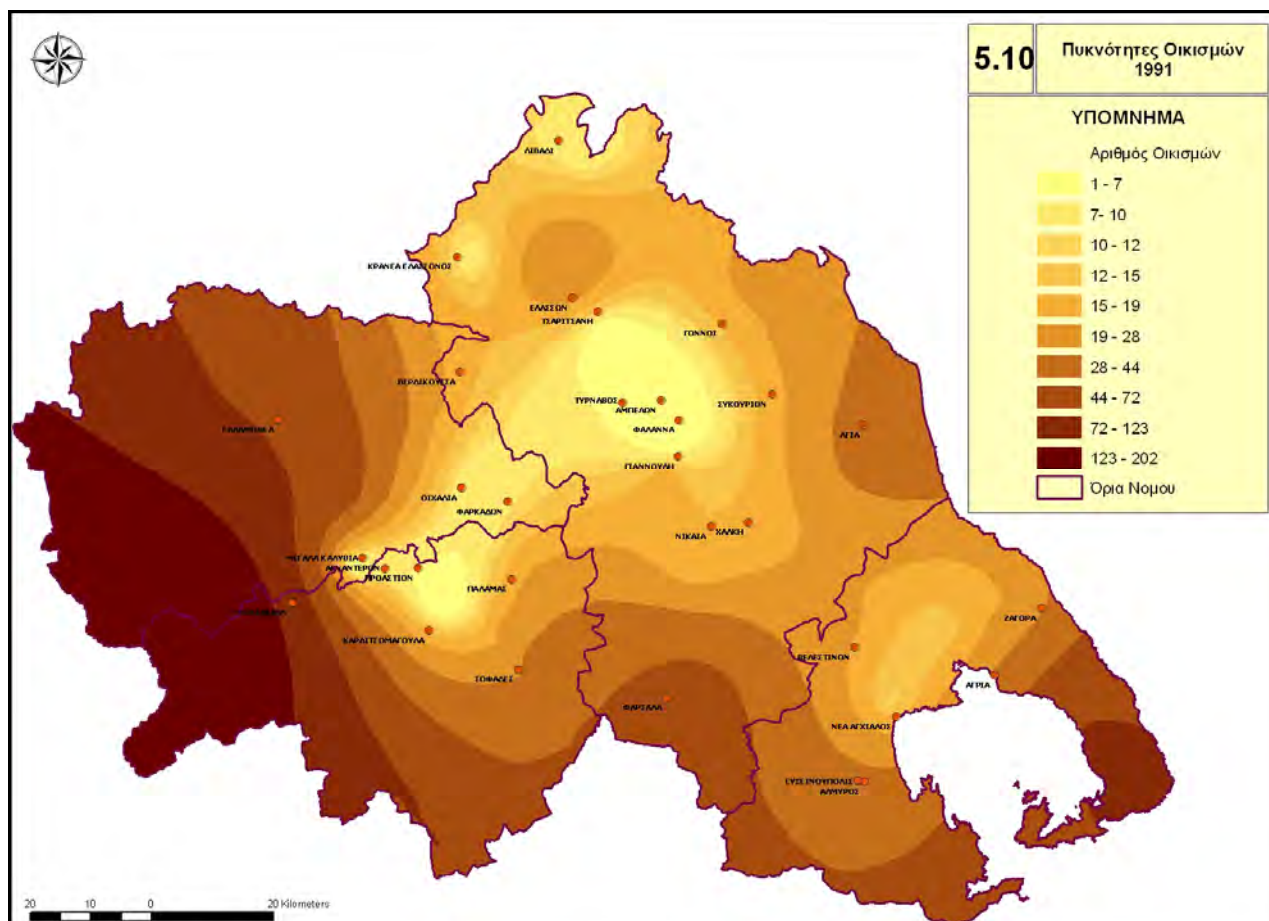 5.10
Πυκνότητες Οικισμών
1991
ΥΠΟΜΝΗΜΑ
Αριθμός Οικισμών
1 - 7
7- 10
10 - 12
12 - 15
15 - 19
19 - 28
28 - 44
44 - 72
72 - 123
123 - 202
Όρια Νομου
ΛΙΒΑΔΙ
ΚΡΑΝΕΑ ΕΛΑΣΣΟΝΟΣ
ΕΛΑΣΣΩΝ
ΤΣΑΡΙΤΣΑΝΗ
ΓΟΝΝΟΣ
ΒΕΡΔΙΚΟΥΣΣΑ
ΤΥΡΝΑΒΟΣ
ΑΜΠΕΛΩΝ
ΣΥΚΟΥΡΙΟΝ
ΦΑΛΑΝΝΑ
ΑΓΙΑ
ΓΙΑΝΝΟΥΛΗ
ΟΙΧΑΛΙΑ
ΦΑΡΚΑΔΩΝ
ΝΙΚΑΙΑ
ΧΑΛΚΗ
ΜΕΓΑΛΑ ΚΑΛΥΒΙΑ
ΠΡΟΑΣΤΙΟΝ
ΠΑΛΑΜΑΣ
ΖΑΓΟΡΑ
ΚΑΡΔΙΤΣΟΜΑΓΟΥΛΑ
ΒΕΛΕΣΤΙΝΟΝ
ΣΟΦΑΔΕΣ
ΑΓΡΙΑ
ΦΑΡΣΑΛΑ
ΝΕΑ ΑΓΧΙΑΛΟΣ
ΕΥΞΕΙΝΟΥΠΟΛΙΣ
ΑΛΜΥΡΟΣ
20 10 0 20 Kilometers